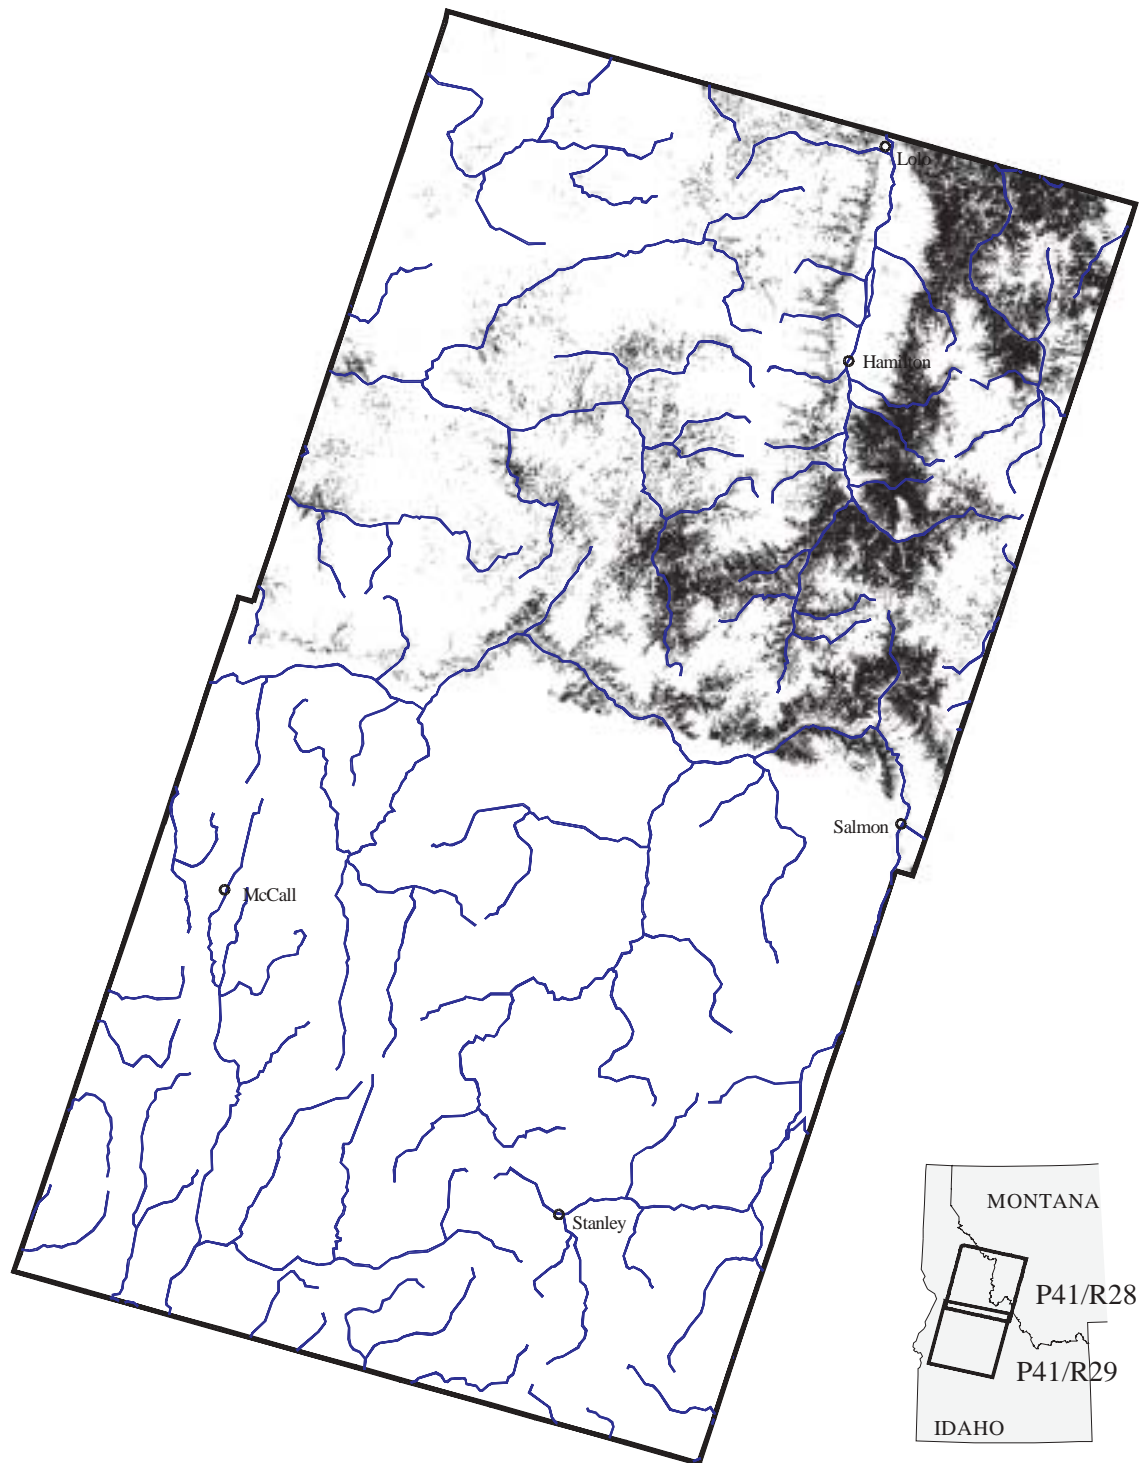 Lolo
Hamilton
Salmon
McCall
MONTANA
Stanley
P41/R28
P41/R29
IDAHO